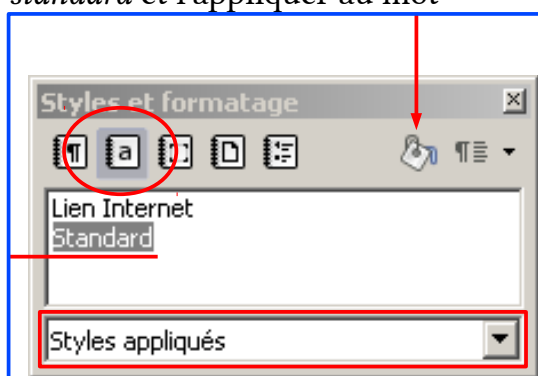 standard et l'appliquer au mot
Styles et formatage
Lien Internet
Standard
Styles appliqués